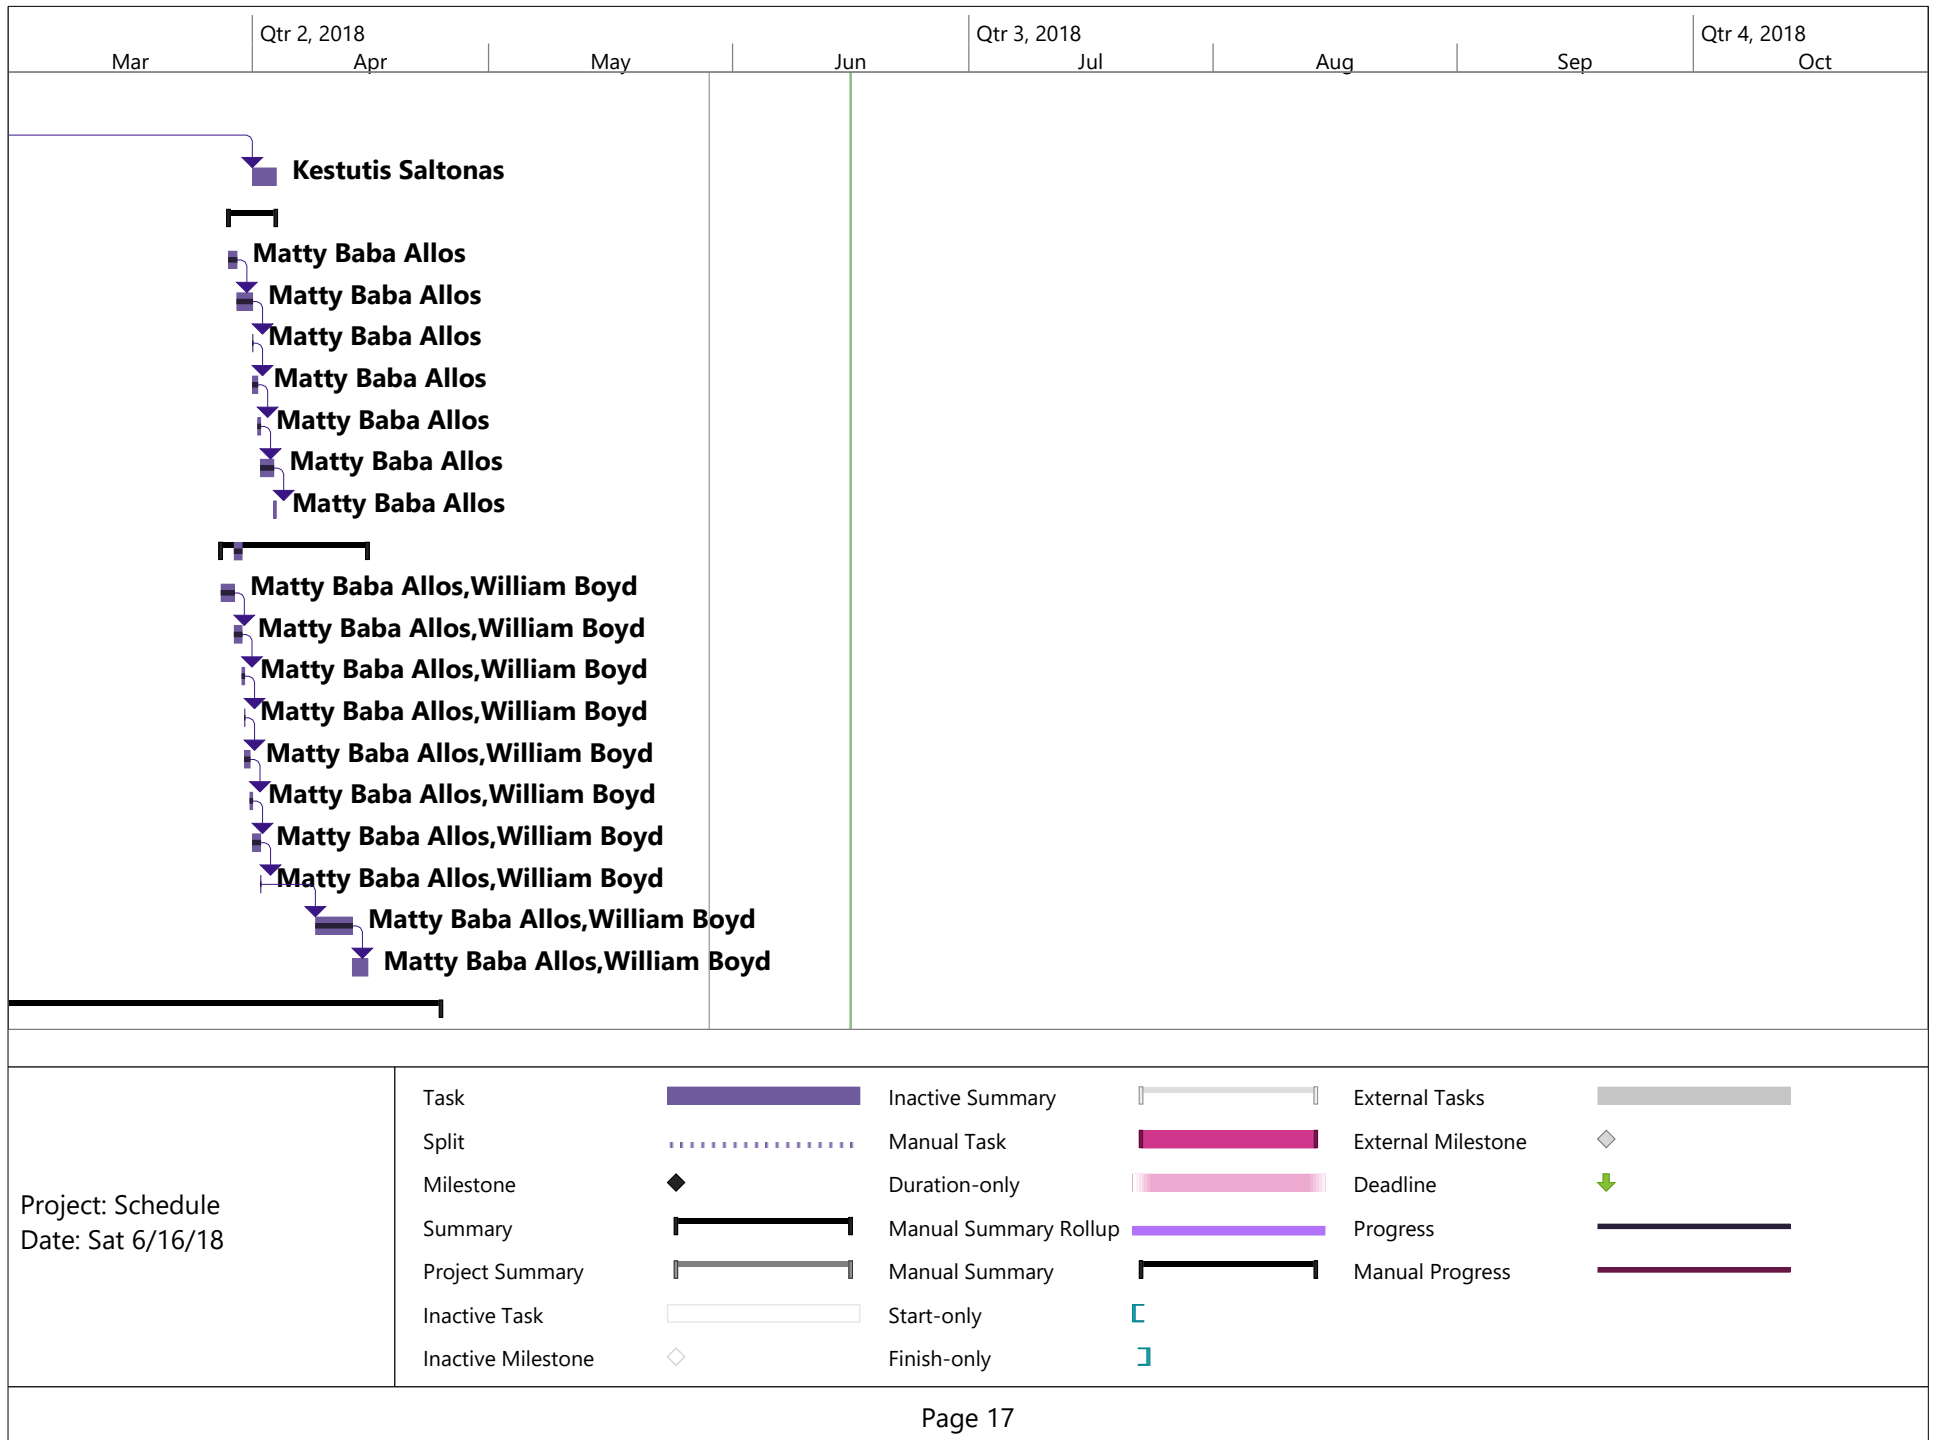 Qtr 2, 2018 Qtr 3, 2018 Qtr 4, 2018
Mar Apr May Jun Jul Aug Sep Oct
Kestutis Saltonas
Matty Baba Allos
Matty Baba Allos
Matty Baba Allos
Matty Baba Allos
Matty Baba Allos
Matty Baba Allos
Matty Baba Allos
Matty Baba Allos,William Boyd
Matty Baba Allos,William Boyd
Matty Baba Allos,William Boyd
Matty Baba Allos,William Boyd
Matty Baba Allos,William Boyd
Matty Baba Allos,William Boyd
Matty Baba Allos,William Boyd
Matty Baba Allos,William Boyd
Matty Baba Allos,William Boyd
Matty Baba Allos,William Boyd
Project: Schedule
Date: Sat 6/16/18
Task
Split
Milestone
Summary
Project Summary
Inactive Task
Inactive Milestone
Inactive Summary
Manual Task
Duration-only
Manual Summary Rollup
Manual Summary
Start-only
Finish-only
External Tasks
External Milestone
Deadline
Progress
Manual Progress
Page 17